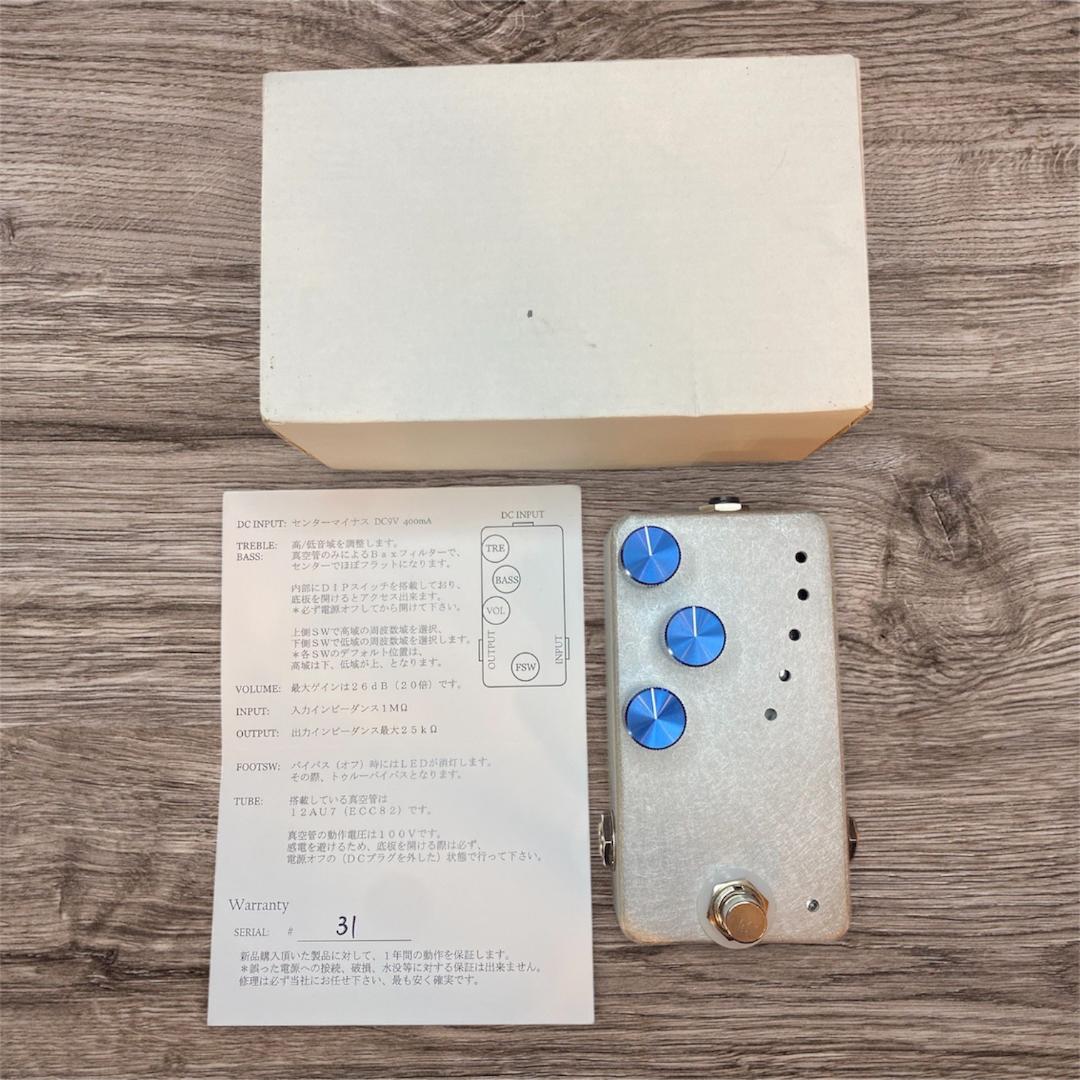 DC INPUT: センターマイナス DC9V 400mA
TREBLE: 高/低音域を調整します。
BASS: 真空管のみによるＢａｘフィルターで、
センターでほぼフラットになります。
内部にＤＩＰスイッチを搭載しており、
底板を開けるとアクセス出来ます。
＊必ず電源オフしてから開けて下さい。
上側ＳＷで高域の周波数域を選択、
下側ＳＷで低域の周波数域を選択します。
＊各ＳＷのデフォルト位置は、
高域は下、低域が上、となります。
VOLUME: 最大ゲインは２６ｄＢ（２０倍）です。
INPUT: 入力インピーダンス１ＭΩ
OUTPUT: 出力インピーダンス最大２５ｋΩ
FOOTSW: バイパス（オフ）時にはＬＥＤが消灯します。
その際、トゥルーバイパスとなります。
TUBE: 搭載している真空管は
１２ＡＵ７（ＥＣＣ８２）です。
真空管の動作電圧は１００Ｖです。
感電を避けるため、底板を開ける際は必ず、
電源オフの（ＤＣプラグを外した）状態で行って下さい。
DC INPUT
TRE
BASS
VOL
OUTPUT
INPUT
FSW
Warranty
SERIAL: # 31
新品購入頂いた製品に対して、１年間の動作を保証します。
＊誤った電源への接続、破損、水没等に対する保証は出来ません。
修理は必ず当社にお任せ下さい、最も安く確実です。